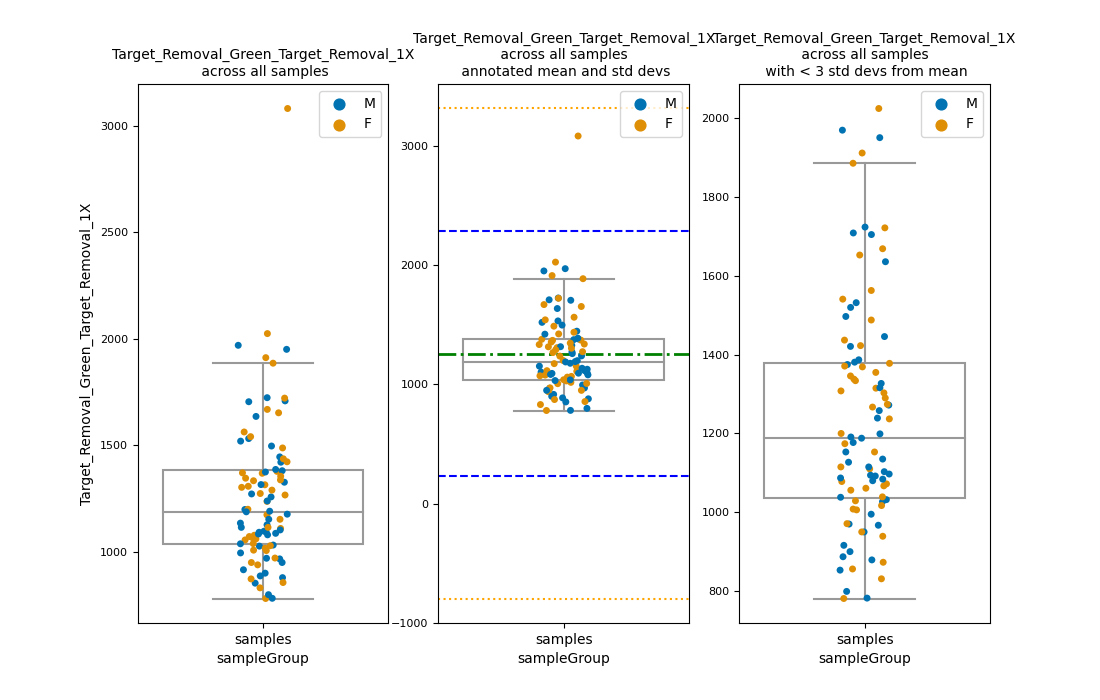 Target_Removal_Green_Target_Removal_1X
across all samples
Target_Removal_Green_Target_Removal_1X
3000
2500
2000
1500
1000
M
F
samples
sampleGroup
Target_Removal_Green_Target_Removal_1X
across all samples
annotated mean and std devs
3000
2000
1000
0
−1000
M
F
samples
sampleGroup
Target_Removal_Green_Target_Removal_1X
across all samples
with < 3 std devs from mean
2000
1800
1600
1400
1200
1000
800
M
F
samples
sampleGroup